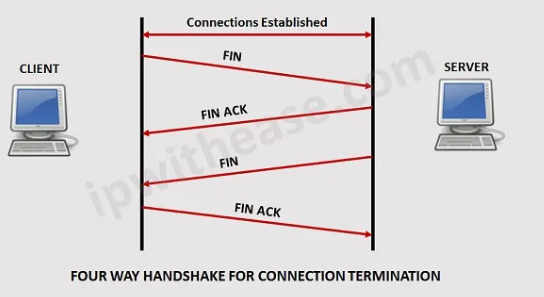 Connections Established
FIN
CLIENT
SERVER
FIN ACK
FIN
FIN ACK
ipwithease.com
FOUR WAY HANDSHAKE FOR CONNECTION TERMINATION